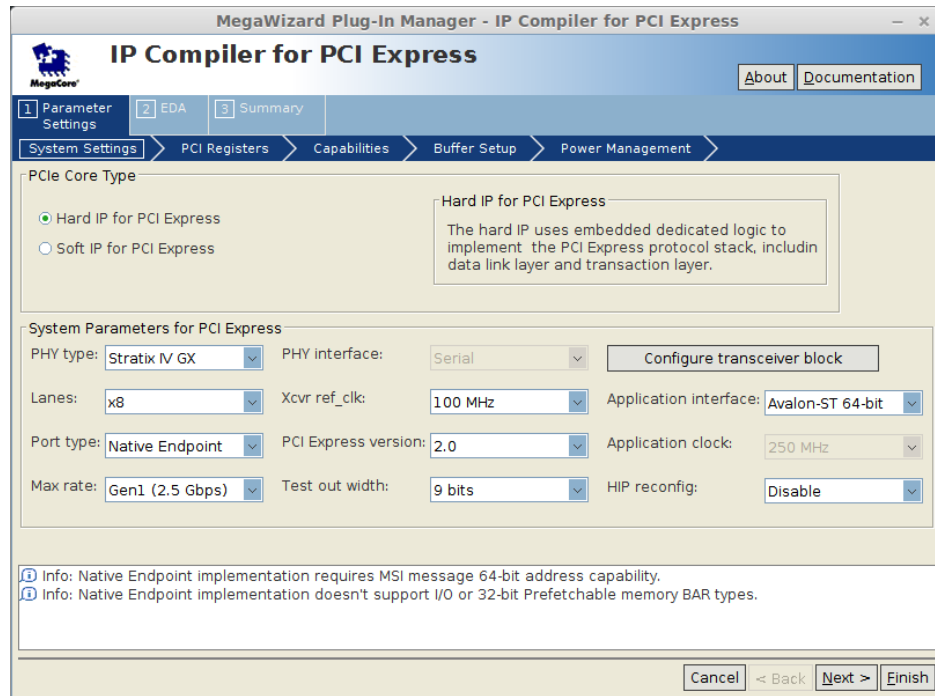 MegaWizard Plug-In Manager - IP Compiler for PCI Express
IP Compiler for PCI Express
MegaCore®
About
Documentation
1 Parameter
Settings
2 EDA
3 Summary
System Settings
PCI Registers
Capabilities
Buffer Setup
Power Management
PCIe Core Type
Hard IP for PCI Express
Soft IP for PCI Express
Hard IP for PCI Express
The hard IP uses embedded dedicated logic to
implement the PCI Express protocol stack, includin
data link layer and transaction layer.
System Parameters for PCI Express
PHY type: Stratix IV GX
PHY interface: Serial
Configure transceiver block
Lanes: x8
Xcvr ref_clk: 100 MHz
Application interface: Avalon-ST 64-bit
Port type: Native Endpoint
PCI Express version: 2.0
Application clock: 250 MHz
Max rate: Gen1 (2.5 Gbps)
Test out width: 9 bits
HIP reconfig: Disable
Info: Native Endpoint implementation requires MSI message 64-bit address capability.
Info: Native Endpoint implementation doesn't support I/O or 32-bit Prefetchable memory BAR types.
Cancel
< Back
Next >
Finish